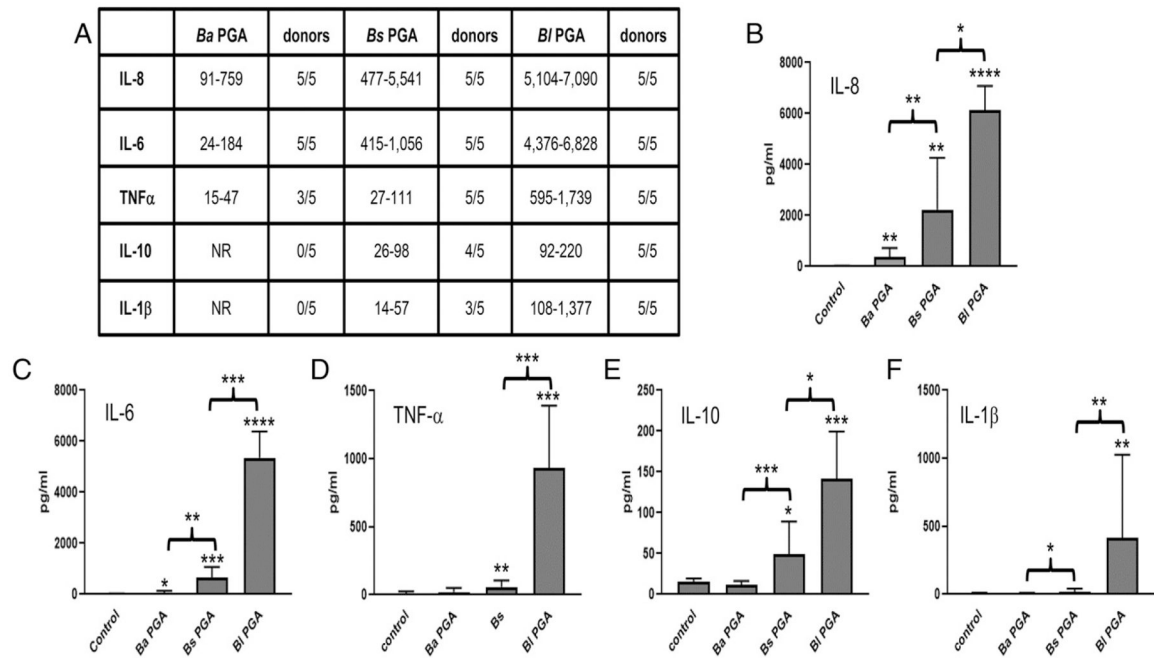 A
Ba PGA donors Bs PGA donors Bl PGA donors
IL-8 91-759 5/5 477-5,541 5/5 5,104-7,090 5/5
IL-6 24-184 5/5 415-1,056 5/5 4,376-6,828 5/5
TNFα 15-47 3/5 27-111 5/5 595-1,739 5/5
IL-10 NR 0/5 26-98 4/5 92-220 5/5
IL-1β NR 0/5 14-57 3/5 108-1,377 5/5
B
IL-8
pg/ml
8000
6000
4000
2000
0
** ** ** * ****
Control Ba PGA Bs PGA Bl PGA
C
IL-6
pg/ml
8000
6000
4000
2000
0
* ** *** *** ****
Control Ba PGA Bs PGA Bl PGA
D
TNF-α
pg/ml
1500
1000
500
0
** *** ***
Control Ba PGA Bs Bl PGA
E
IL-10
pg/ml
250
200
150
100
50
0
*** * * ***
control Ba PGA Bs PGA Bl PGA
F
IL-1β
pg/ml
1500
1000
500
0
* ** **
control Ba PGA Bs PGA Bl PGA